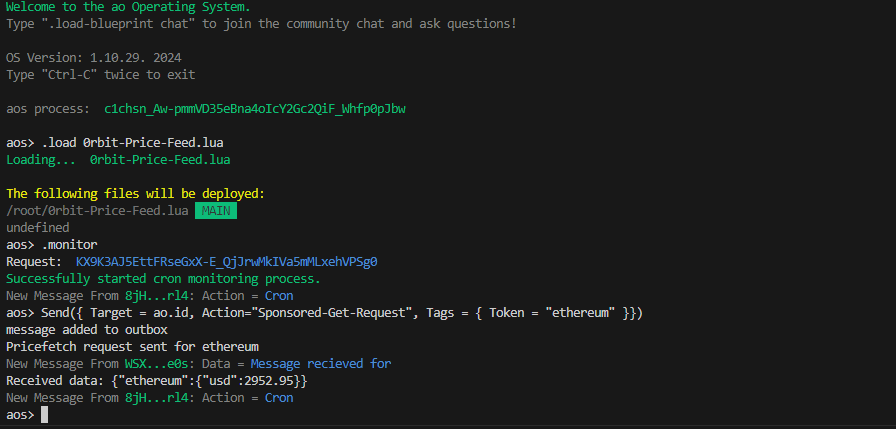 Welcome to the ao Operating System.
Type ".load-blueprint chat" to join the community chat and ask questions!
OS Version: 1.10.29. 2024
Type "Ctrl-C" twice to exit
aos process:  c1chsn_Aw-pmmVD35eBna4oIcY2Gc2QiF_Whfp0pJbw
aos> .load 0rbit-Price-Feed.lua
Loading...  0rbit-Price-Feed.lua
The following files will be deployed:
/root/0rbit-Price-Feed.lua  MAIN
undefined
aos> .monitor
Request:  KX9K3AJ5EttFRseGxX-E_QjJrwMkIVa5mMLxehVPSg0
Successfully started cron monitoring process.
New Message From 8jH...rl4: Action = Cron
aos> Send({ Target = ao.id, Action="Sponsored-Get-Request", Tags = { Token = "ethereum" }})
message added to outbox
Pricefetch request sent for ethereum
New Message From WSX...e0s: Data = Message recieved for
Received data: {"ethereum":{"usd":2952.95}}
New Message From 8jH...rl4: Action = Cron
aos>